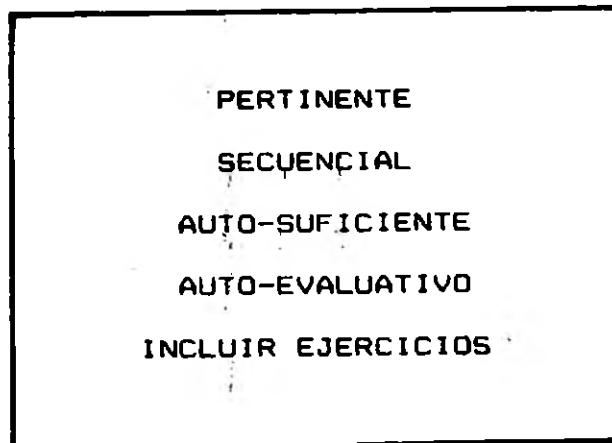 PERTINENTE
SECUENCIAL
AUTO-SUFICIENTE
AUTO-EVALUATIVO
INCLUIR EJERCICIOS